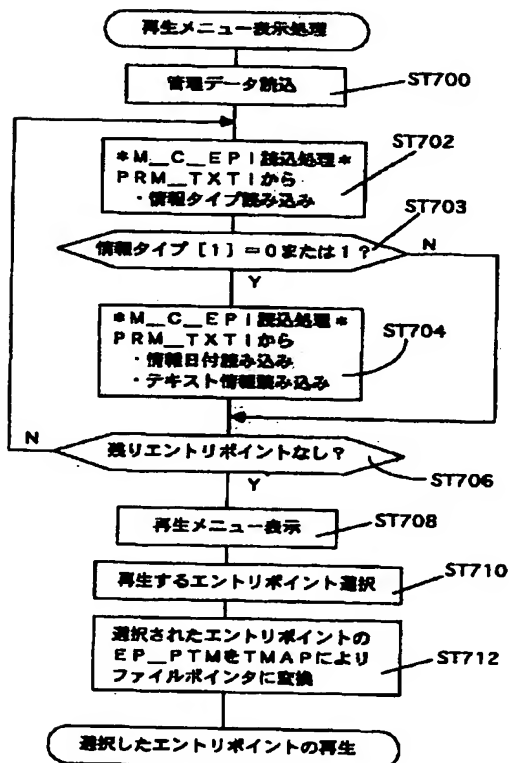 再生メニュー表示処理
管理データ読込
ST700
*M__C__EPI読込処理*
PRM__TXTIから
・情報タイプ読み込み
ST702
ST703
情報タイプ[1]=0または1?
N
Y
*M__C__EPI読込処理*
PRM__TXTIから
・情報日付読み込み
・テキスト情報読み込み
ST704
N
残りエントリポイントなし?
ST706
Y
再生メニュー表示
ST708
再生するエントリポイント選択
ST710
選択されたエントリポイントの
EP__PTMをTMAPにより
ファイルポインタに変換
ST712
選択したエントリポイントの再生